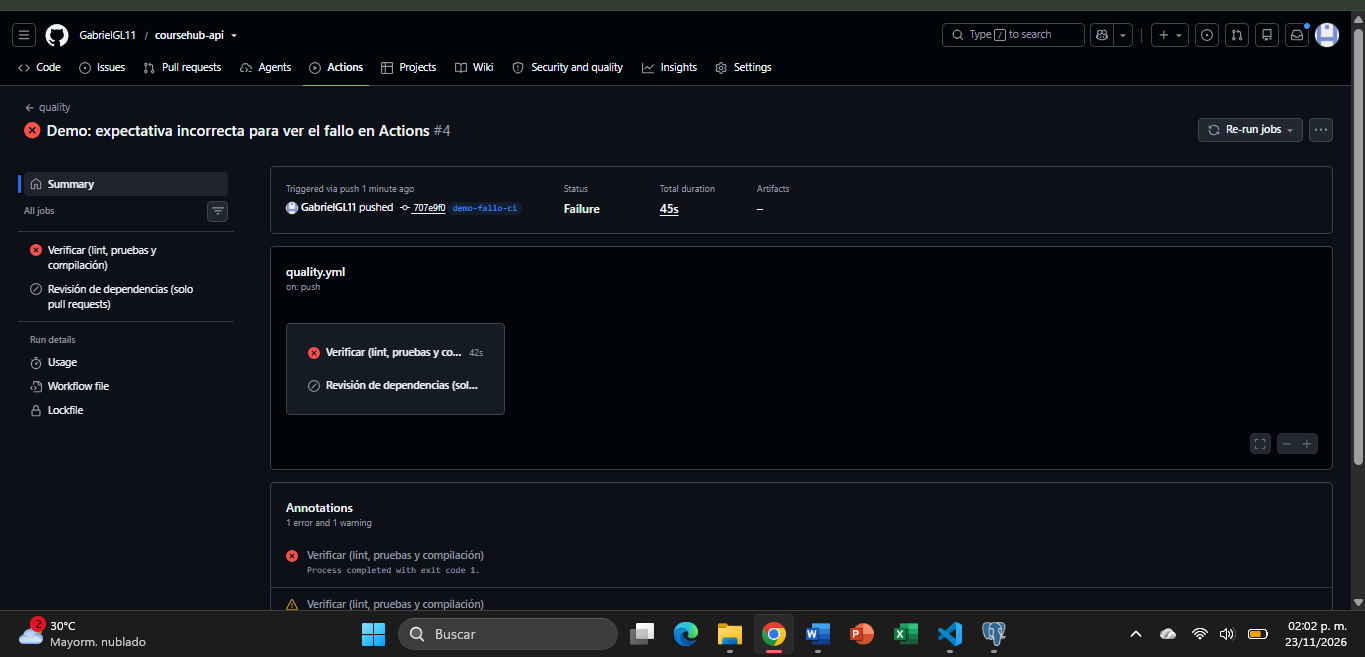 GabrielGL11 / coursehub-api
Type / to search
Code
Issues
Pull requests
Agents
Actions
Projects
Wiki
Security and quality
Insights
Settings
quality
Demo: expectativa incorrecta para ver el fallo en Actions #4
Re-run jobs
Summary
All jobs
Verificar (lint, pruebas y
compilación)
Revisión de dependencias (solo
pull requests)
Run details
Usage
Workflow file
Lockfile
Triggered via push 1 minute ago
GabrielGL11 pushed 707e9f0 demo-fallo-ci
Status
Failure
Total duration
45s
Artifacts
–
quality.yml
on: push
Verificar (lint, pruebas y co... 42s
Revisión de dependencias (sol...
Annotations
1 error and 1 warning
Verificar (lint, pruebas y compilación)
Process completed with exit code 1.
Verificar (lint, pruebas y compilación)
2
30°C
Mayorm. nublado
Buscar
02:02 p. m.
23/11/2026